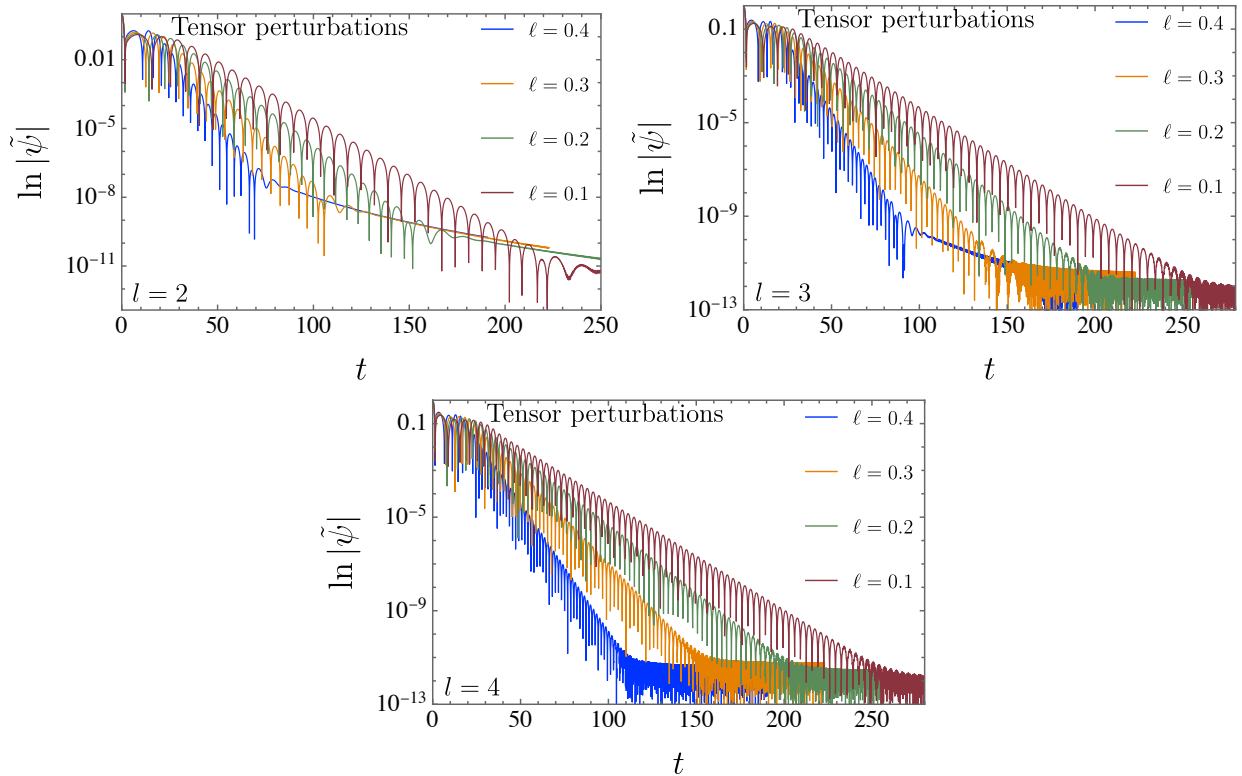 Tensor perturbations
ℓ = 0.4
ℓ = 0.3
ℓ = 0.2
ℓ = 0.1
0.01
10⁻⁵
10⁻⁸
10⁻¹¹
ln |ψ̃|
l = 2
0 50 100 150 200 250
t
Tensor perturbations
ℓ = 0.4
ℓ = 0.3
ℓ = 0.2
ℓ = 0.1
0.1
10⁻⁵
10⁻⁹
10⁻¹³
ln |ψ̃|
l = 3
0 50 100 150 200 250
t
Tensor perturbations
ℓ = 0.4
ℓ = 0.3
ℓ = 0.2
ℓ = 0.1
0.1
10⁻⁵
10⁻⁹
10⁻¹³
ln |ψ̃|
l = 4
0 50 100 150 200 250
t